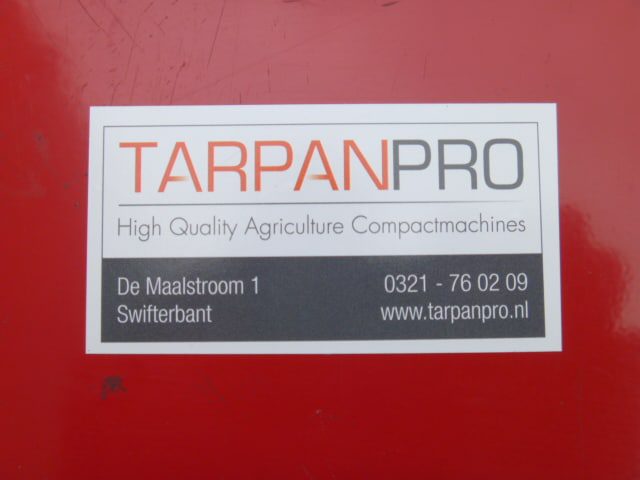 TARPANPRO
High Quality Agriculture Compactmachines
De Maalstroom 1 0321 - 76 02 09
Swifterbant www.tarpanpro.nl